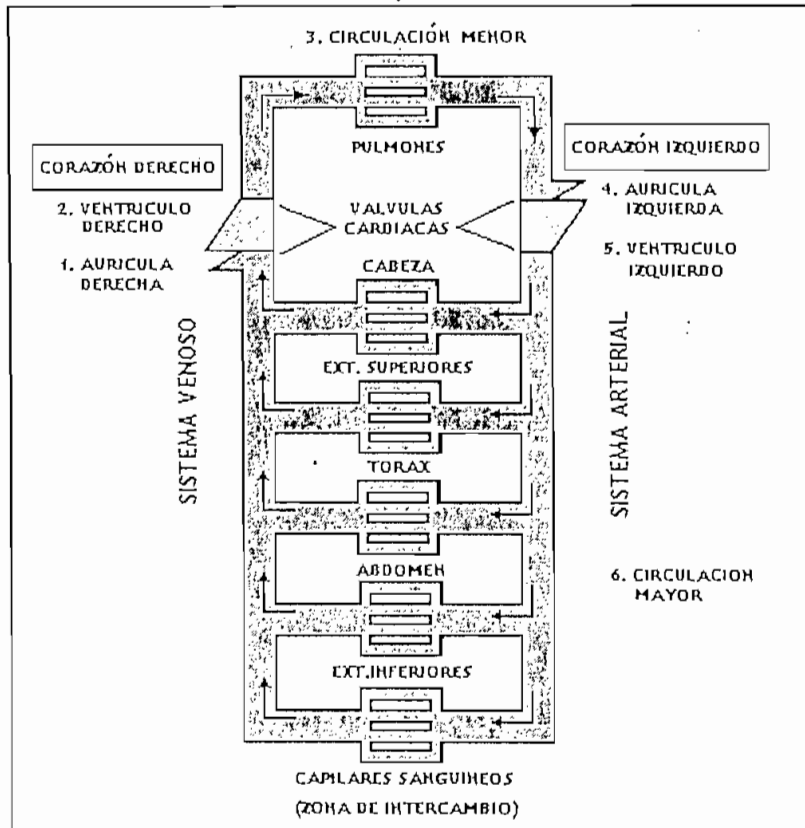 3. CIRCULACIÓN MENOR
PULMONES
CORAZÓN DERECHO
CORAZÓN IZQUIERDO
2. VENTRICULO
DERECHO
VALVULAS
CARDIACAS
4. AURICULA
IZQUIERDA
1. AURICULA
DERECHA
CABEZA
5. VENTRICULO
IZQUIERDO
SISTEMA VENOSO
SISTEMA ARTERIAL
EXT. SUPERIORES
TORAX
ABDOMEN
6. CIRCULACION
MAYOR
EXT.INFERIORES
CAPILARES SANGUINEOS
(ZONA DE INTERCAMBIO)